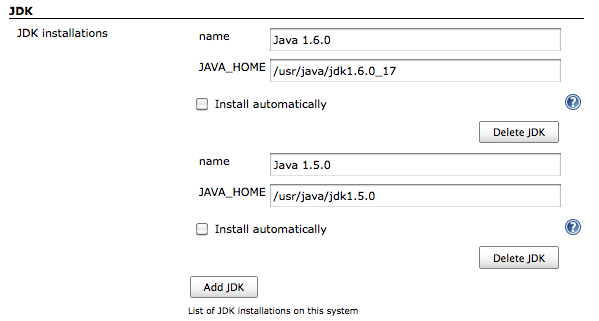 JDK
JDK installations
name
Java 1.6.0
JAVA_HOME
/usr/java/jdk1.6.0_17
Install automatically
?
Delete JDK
name
Java 1.5.0
JAVA_HOME
/usr/java/jdk1.5.0
Install automatically
?
Delete JDK
Add JDK
List of JDK installations on this system